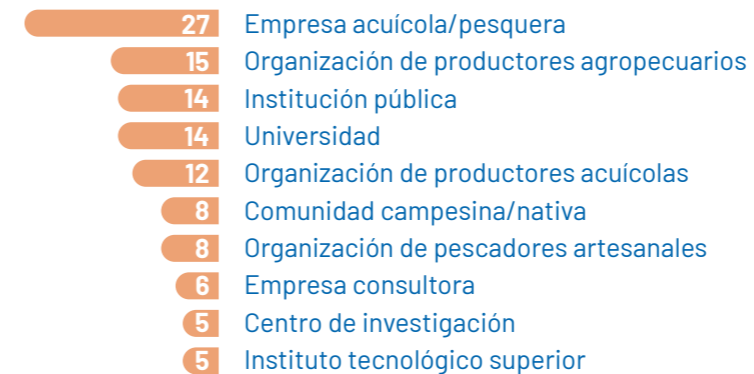 27 Empresa acuícola/pesquera
15 Organización de productores agropecuarios
14 Institución pública
14 Universidad
12 Organización de productores acuícolas
8 Comunidad campesina/nativa
8 Organización de pescadores artesanales
6 Empresa consultora
5 Centro de investigación
5 Instituto tecnológico superior